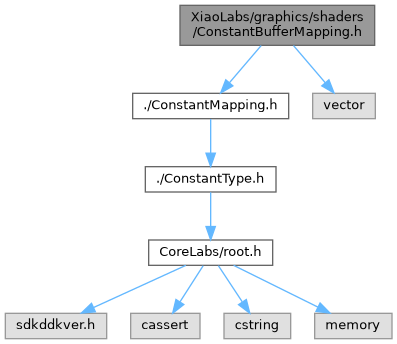 XiaoLabs/graphics/shaders
/ConstantBufferMapping.h
./ConstantMapping.h
vector
./ConstantType.h
CoreLabs/root.h
sdkddkver.h
cassert
cstring
memory